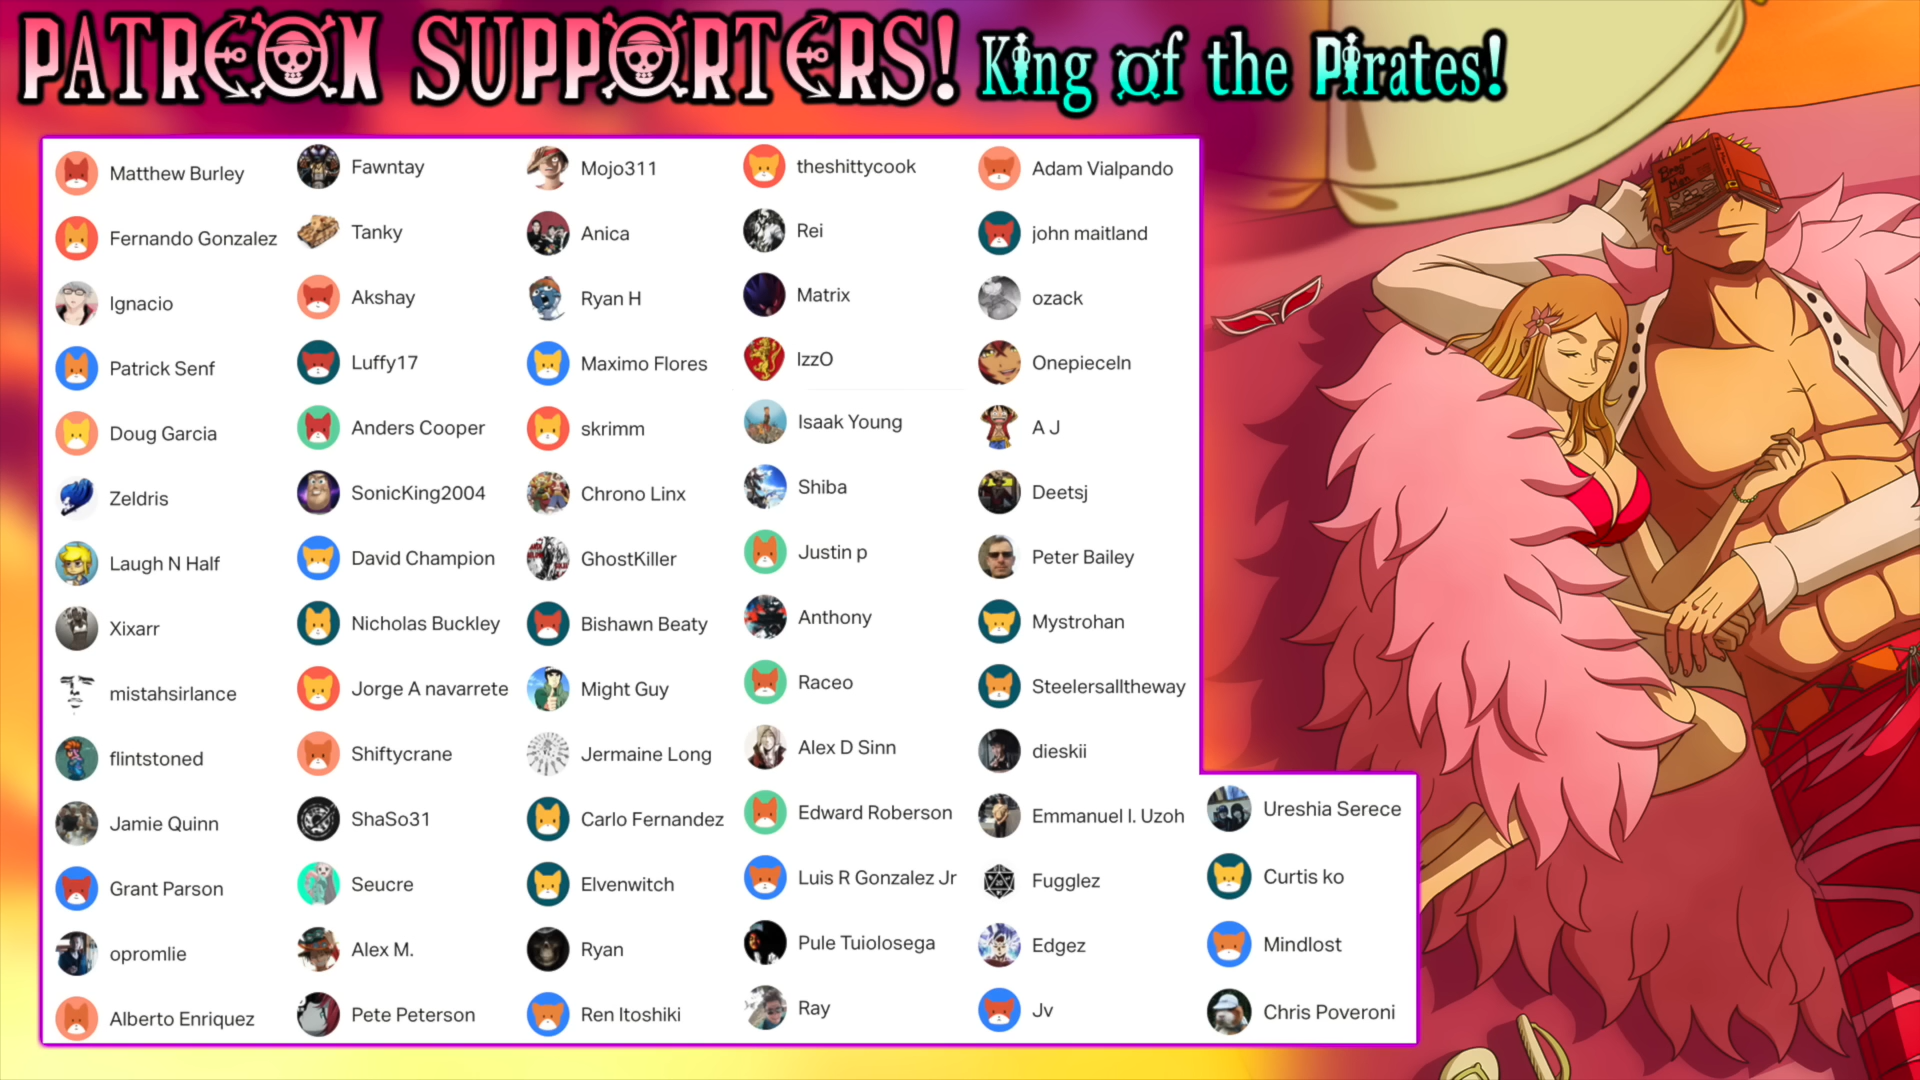 PATREON SUPPORTERS! King of the Pirates!
Matthew Burley
Fernando Gonzalez
Ignacio
Patrick Senf
Doug Garcia
Zeldris
Laugh N Half
Xixarr
mistahsirlance
flintstoned
Jamie Quinn
Grant Parson
opromlie
Alberto Enriquez
Fawntay
Tanky
Akshay
Luffy17
Anders Cooper
SonicKing2004
David Champion
Nicholas Buckley
Jorge A navarrete
Shiftycrane
ShaSo31
Seucre
Alex M.
Pete Peterson
Mojo311
Anica
Ryan H
Maximo Flores
skrimm
Chrono Linx
GhostKiller
Bishawn Beaty
Might Guy
Jermaine Long
Carlo Fernandez
Elvenwitch
Ryan
Ren Itoshiki
theshittycook
Rei
Matrix
IzzO
Isaak Young
Shiba
Justin p
Anthony
Raceo
Alex D Sinn
Edward Roberson
Luis R Gonzalez Jr
Pule Tuiolosega
Ray
Adam Vialpando
john maitland
ozack
Onepieceln
A J
Deetsj
Peter Bailey
Mystrohan
Steelersalltheway
dieskii
Emmanuel I. Uzoh
Fugglez
Edgez
Jv
Ureshia Serece
Curtis ko
Mindlost
Chris Poveroni